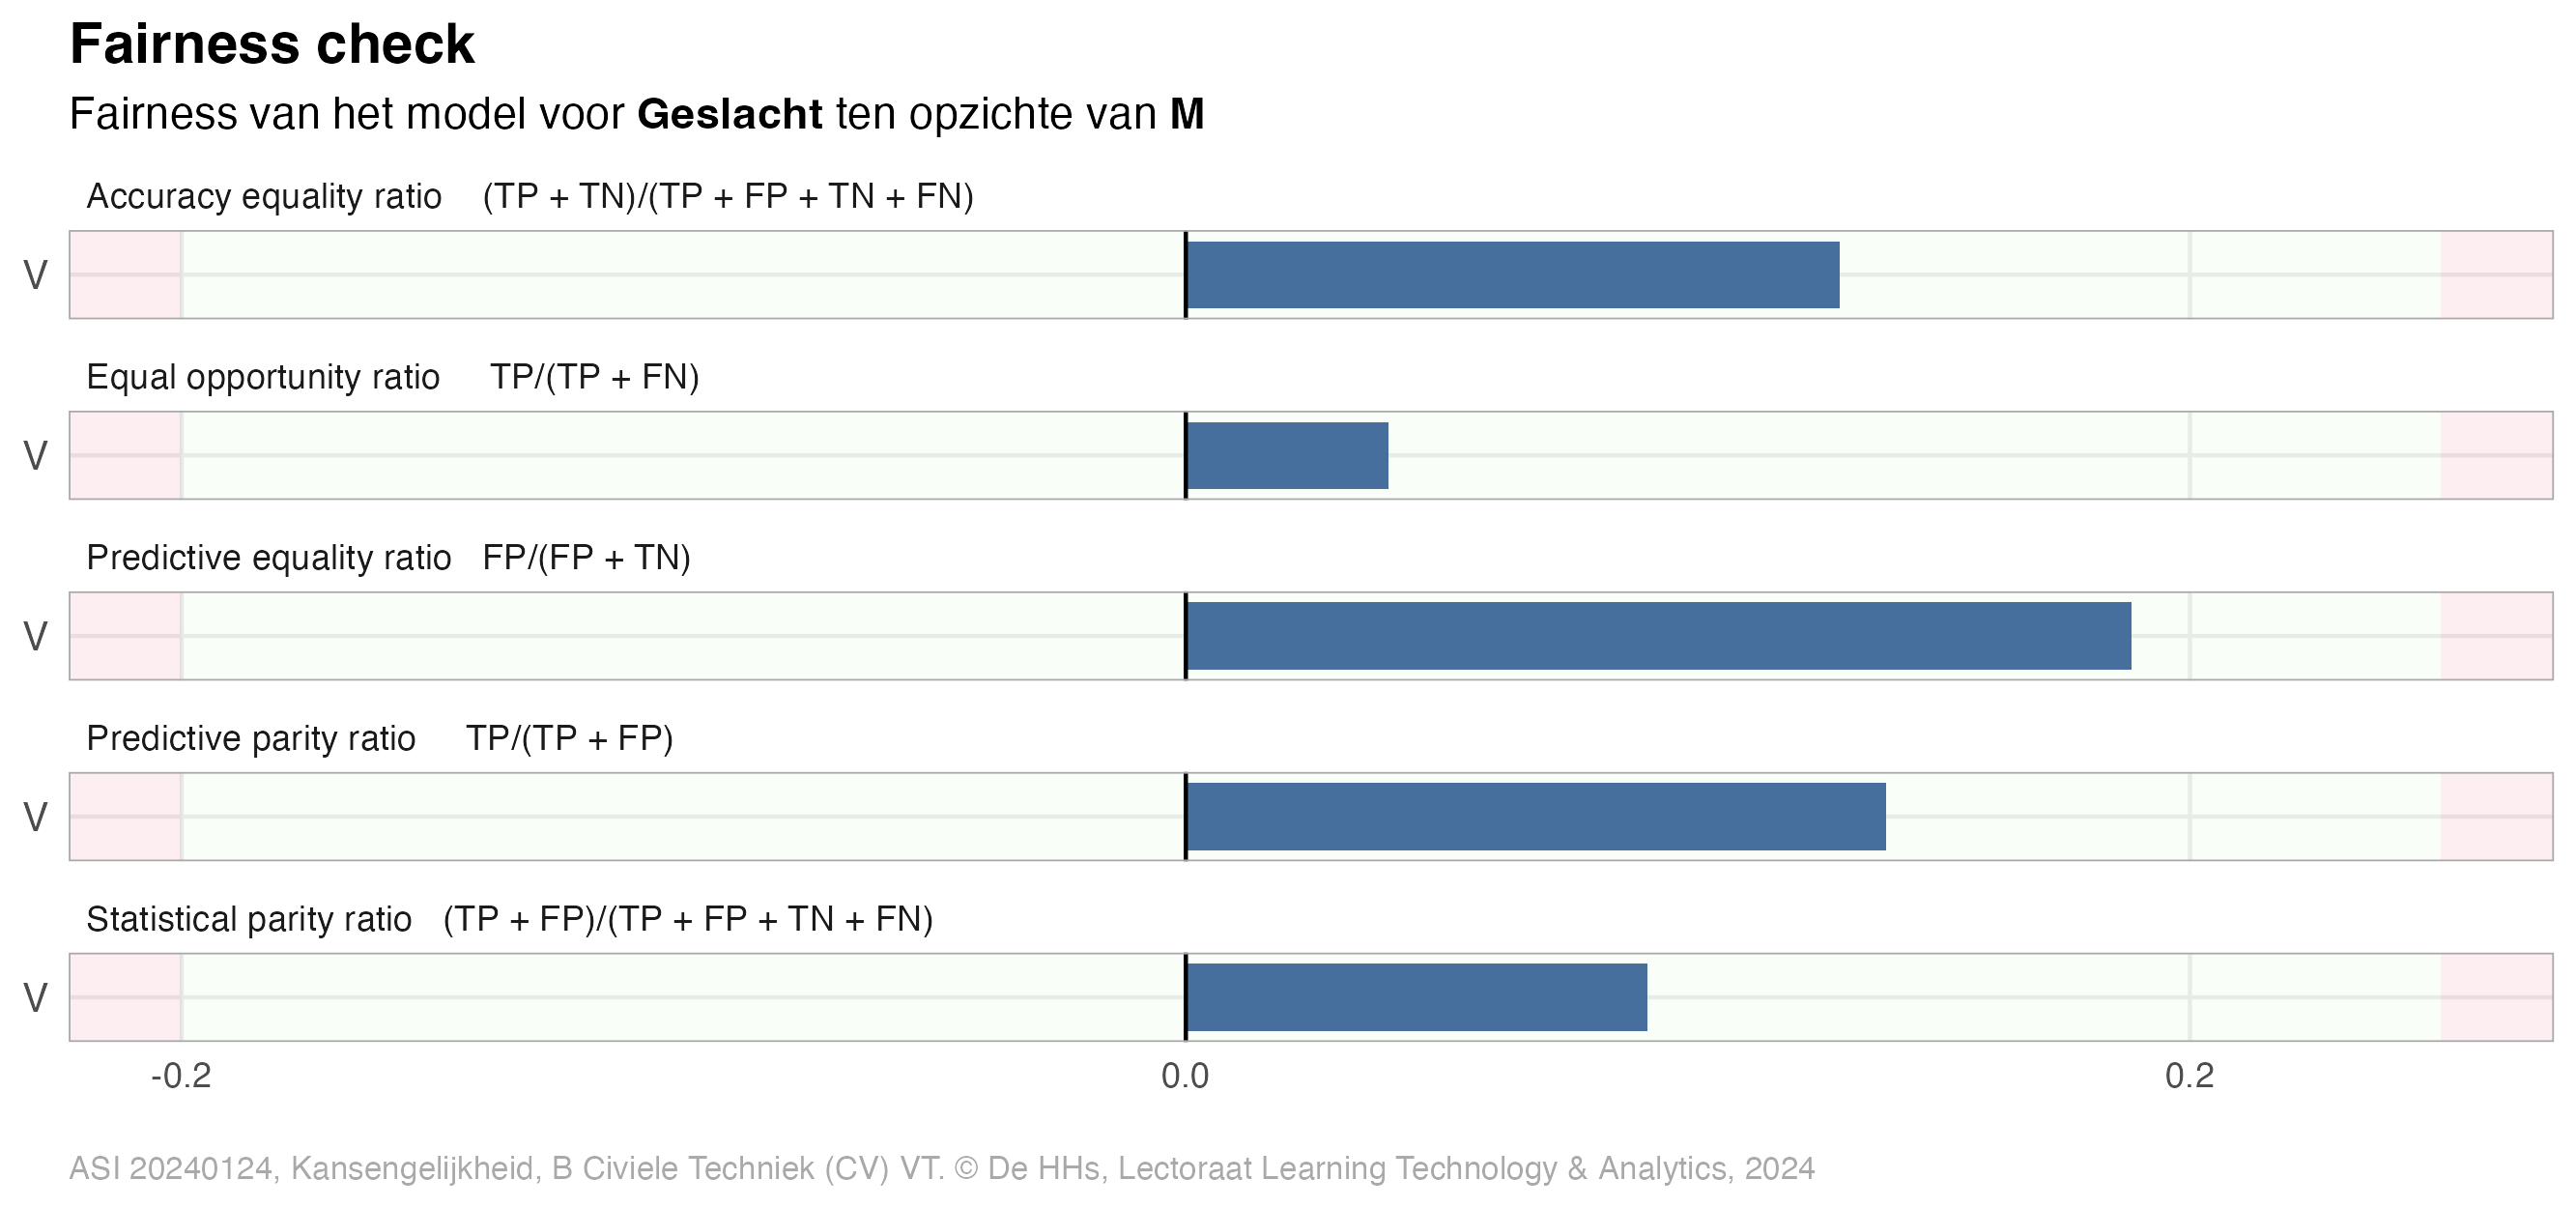 Fairness check
Fairness van het model voor Geslacht ten opzichte van M
Accuracy equality ratio (TP + TN)/(TP + FP + TN + FN)
V
Equal opportunity ratio TP/(TP + FN)
V
Predictive equality ratio FP/(FP + TN)
V
Predictive parity ratio TP/(TP + FP)
V
Statistical parity ratio (TP + FP)/(TP + FP + TN + FN)
V
-0.2 0.0 0.2
ASI 20240124, Kansengelijkheid, B Civiele Techniek (CV) VT. © De HHs, Lectoraat Learning Technology & Analytics, 2024